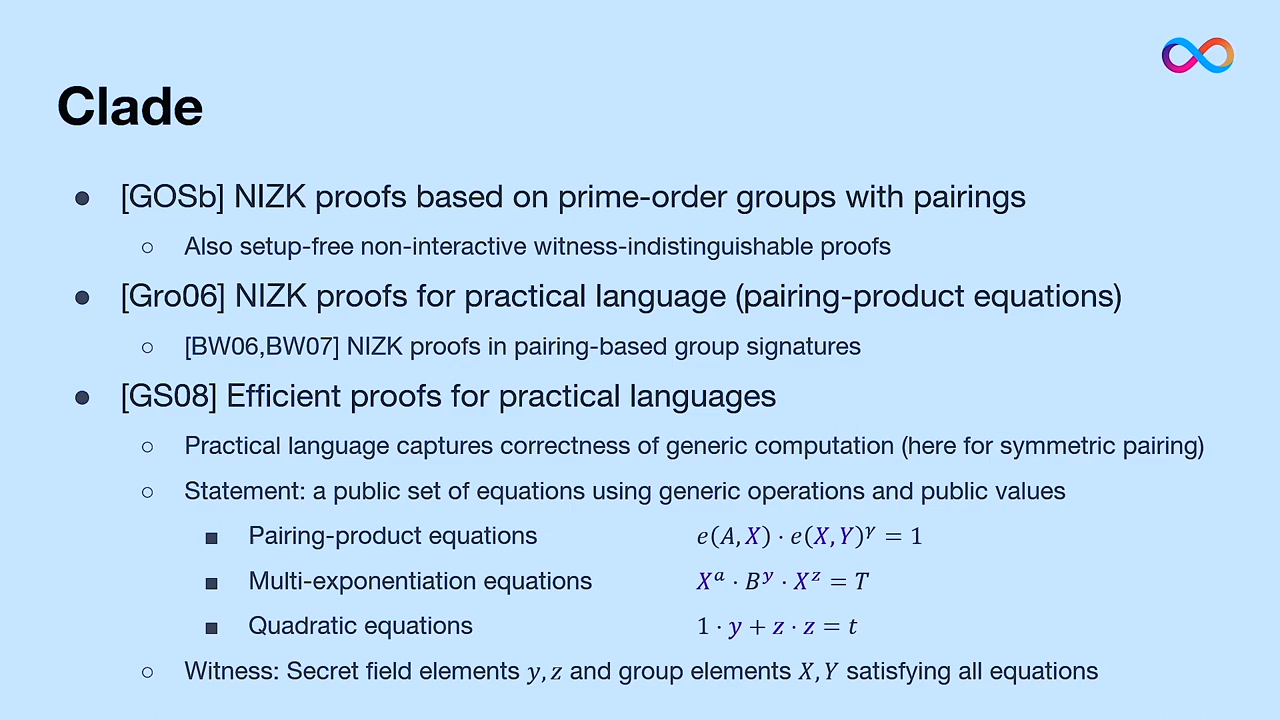 Clade
● [GOSb] NIZK proofs based on prime-order groups with pairings
○ Also setup-free non-interactive witness-indistinguishable proofs
● [Gro06] NIZK proofs for practical language (pairing-product equations)
○ [BW06,BW07] NIZK proofs in pairing-based group signatures
● [GS08] Efficient proofs for practical languages
○ Practical language captures correctness of generic computation (here for symmetric pairing)
○ Statement: a public set of equations using generic operations and public values
■ Pairing-product equations e(A,X) · e(X,Y)^γ = 1
■ Multi-exponentiation equations X^a · B^y · X^z = T
■ Quadratic equations 1 · y + z · z = t
○ Witness: Secret field elements y, z and group elements X, Y satisfying all equations